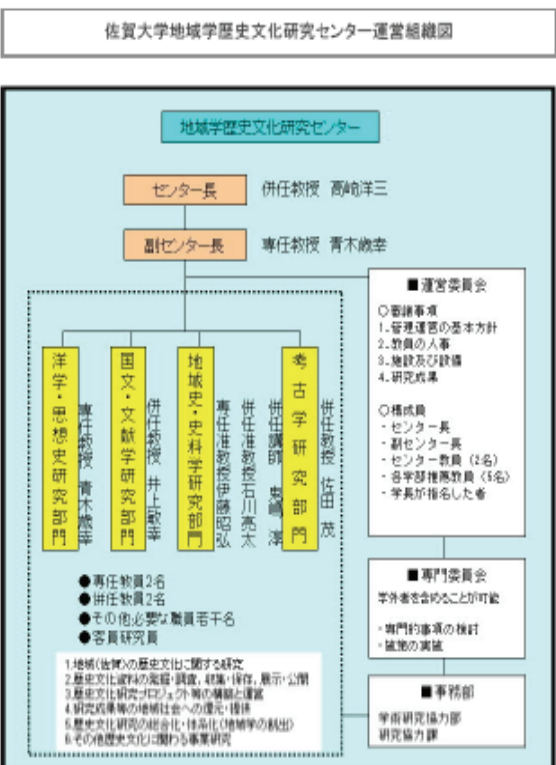 佐賀大学地域学歴史文化研究センター運営組織図
地域学歴史文化研究センター
センター長 併任教授 高崎洋三
副センター長 専任教授 青木歳幸
洋学・思想史研究部門
専任教授 青木歳幸
国文・文献学研究部門
併任教授 井上敏幸
地域史・史料学研究部門
専任准教授伊藤昭弘
併任准教授石川亮太
併任講師 鬼嶋 淳
考古学研究部門
併任教授 佐田 茂
●専任教員2名
●併任教員2名
●その他必要な職員若干名
●客員研究員
1.地域(佐賀)の歴史文化に関する研究
2.歴史文化資料の発掘・調査、収集・保存、展示・公開
3.歴史文化研究プロジェクト等の構築と運営
4.研究成果等の地域社会への還元・提供
5.歴史文化研究の総合化・体系化(地域学の創出)
6.その他歴史文化に関わる事業研究
■運営委員会
○審議事項
1.管理運営の基本方針
2.教員の人事
3.施設及び設備
4.研究成果
○構成員
・センター長
・副センター長
・センター教員(2名)
・各学部推薦教員(5名)
・学長が指名した者
■専門委員会
学外者を含めることが可能
・専門的事項の検討
・施策の実施
■事務部
学術研究協力部
研究協力課